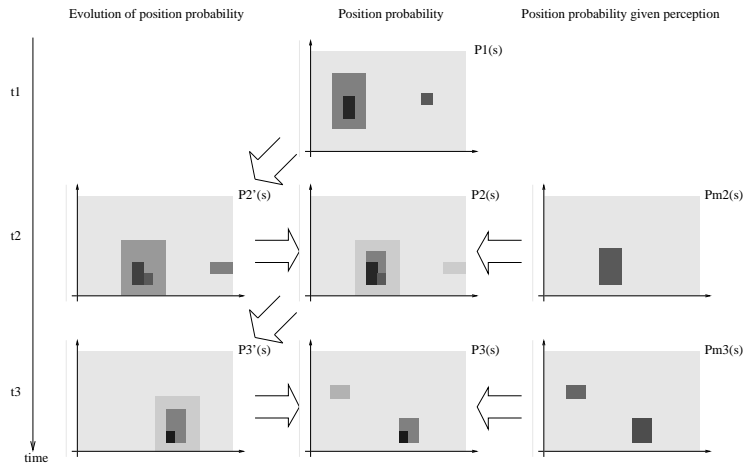 Evolution of position probability
Position probability
Position probability given perception
P1(s)
t1
P2'(s)
P2(s)
Pm2(s)
t2
P3'(s)
P3(s)
Pm3(s)
t3
time